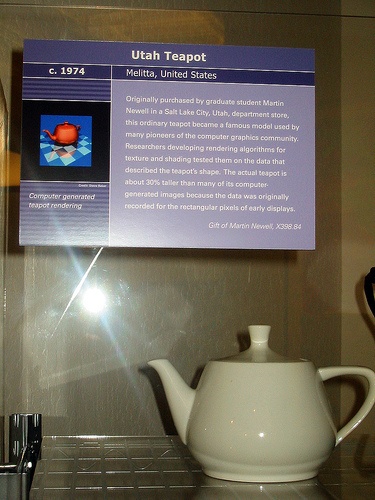 Utah Teapot
c. 1974
Melitta, United States
Originally purchased by graduate student Martin
Newell in a Salt Lake City, Utah, department store,
this ordinary teapot became a famous model used by
many pioneers of the computer graphics community.
Researchers developing rendering algorithms for
texture and shading tested them on the data that
described the teapot's shape. The actual teapot is
about 30% taller than many of its computer-
generated images because the data was originally
recorded for the rectangular pixels of early displays.
Gift of Martin Newell, X398.84
Computer generated
teapot rendering